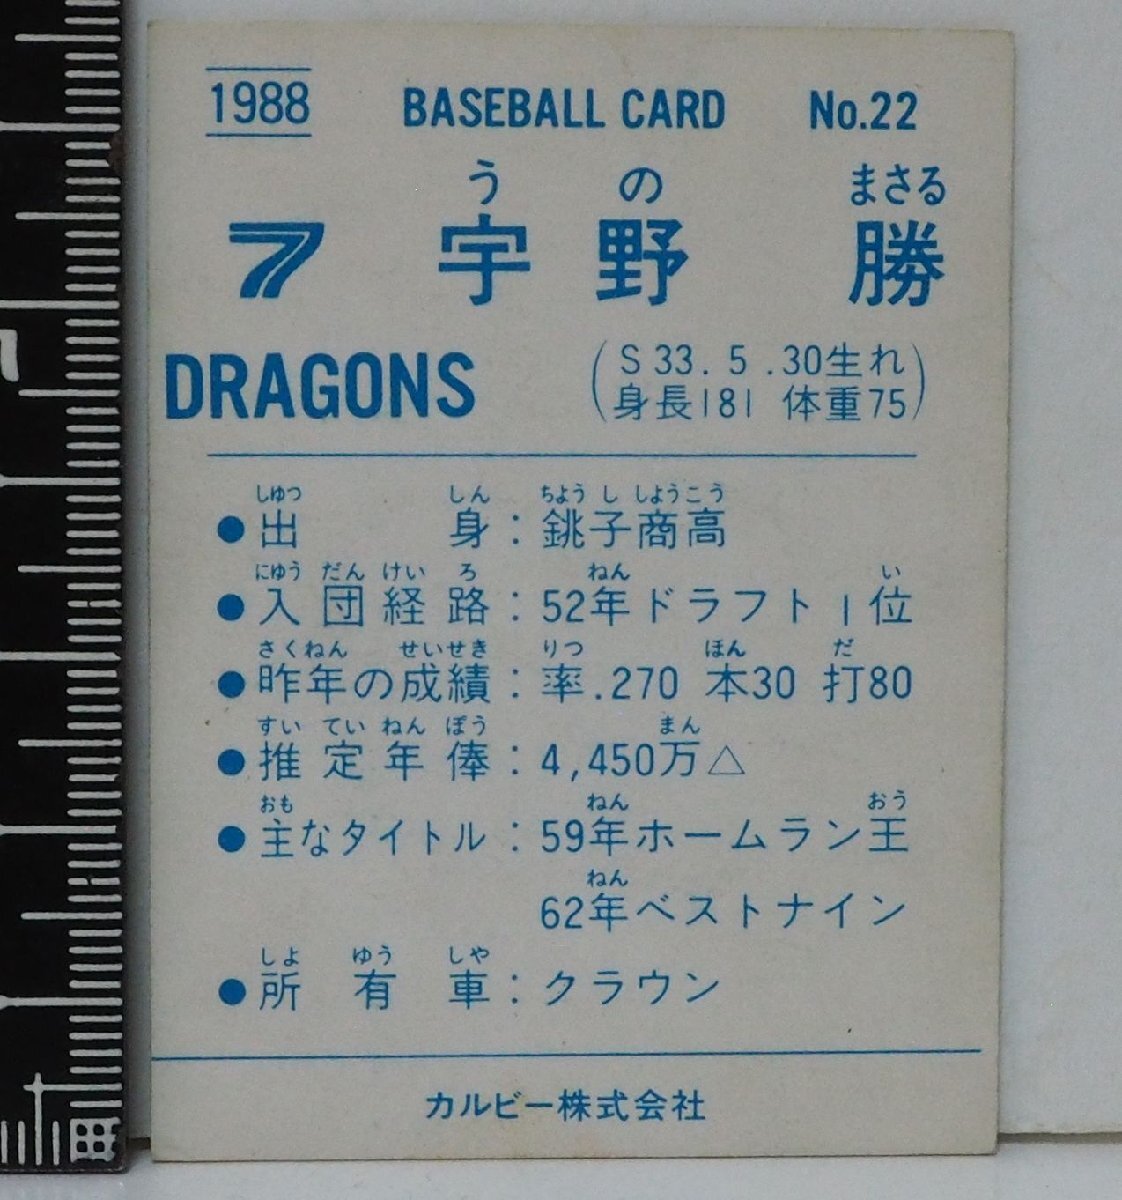 1988 BASEBALL CARD No.22
う の まさる
7 宇野 勝
DRAGONS
(S33.5.30生れ
身長181 体重75)
しゆつ しん ちよう し しようこう
●出身:銚子商高
にゆう だん けい ろ ねん い
●入団経路:52年ドラフト1位
さくねん せいせき りつ ほん だ
●昨年の成績:率.270 本30 打80
すい てい ねん ぽう まん
●推定年俸:4,450万△
おも ねん おう
●主なタイトル:59年ホームラン王
ねん
62年ベストナイン
しよ ゆう しや
●所有車:クラウン
カルビー株式会社